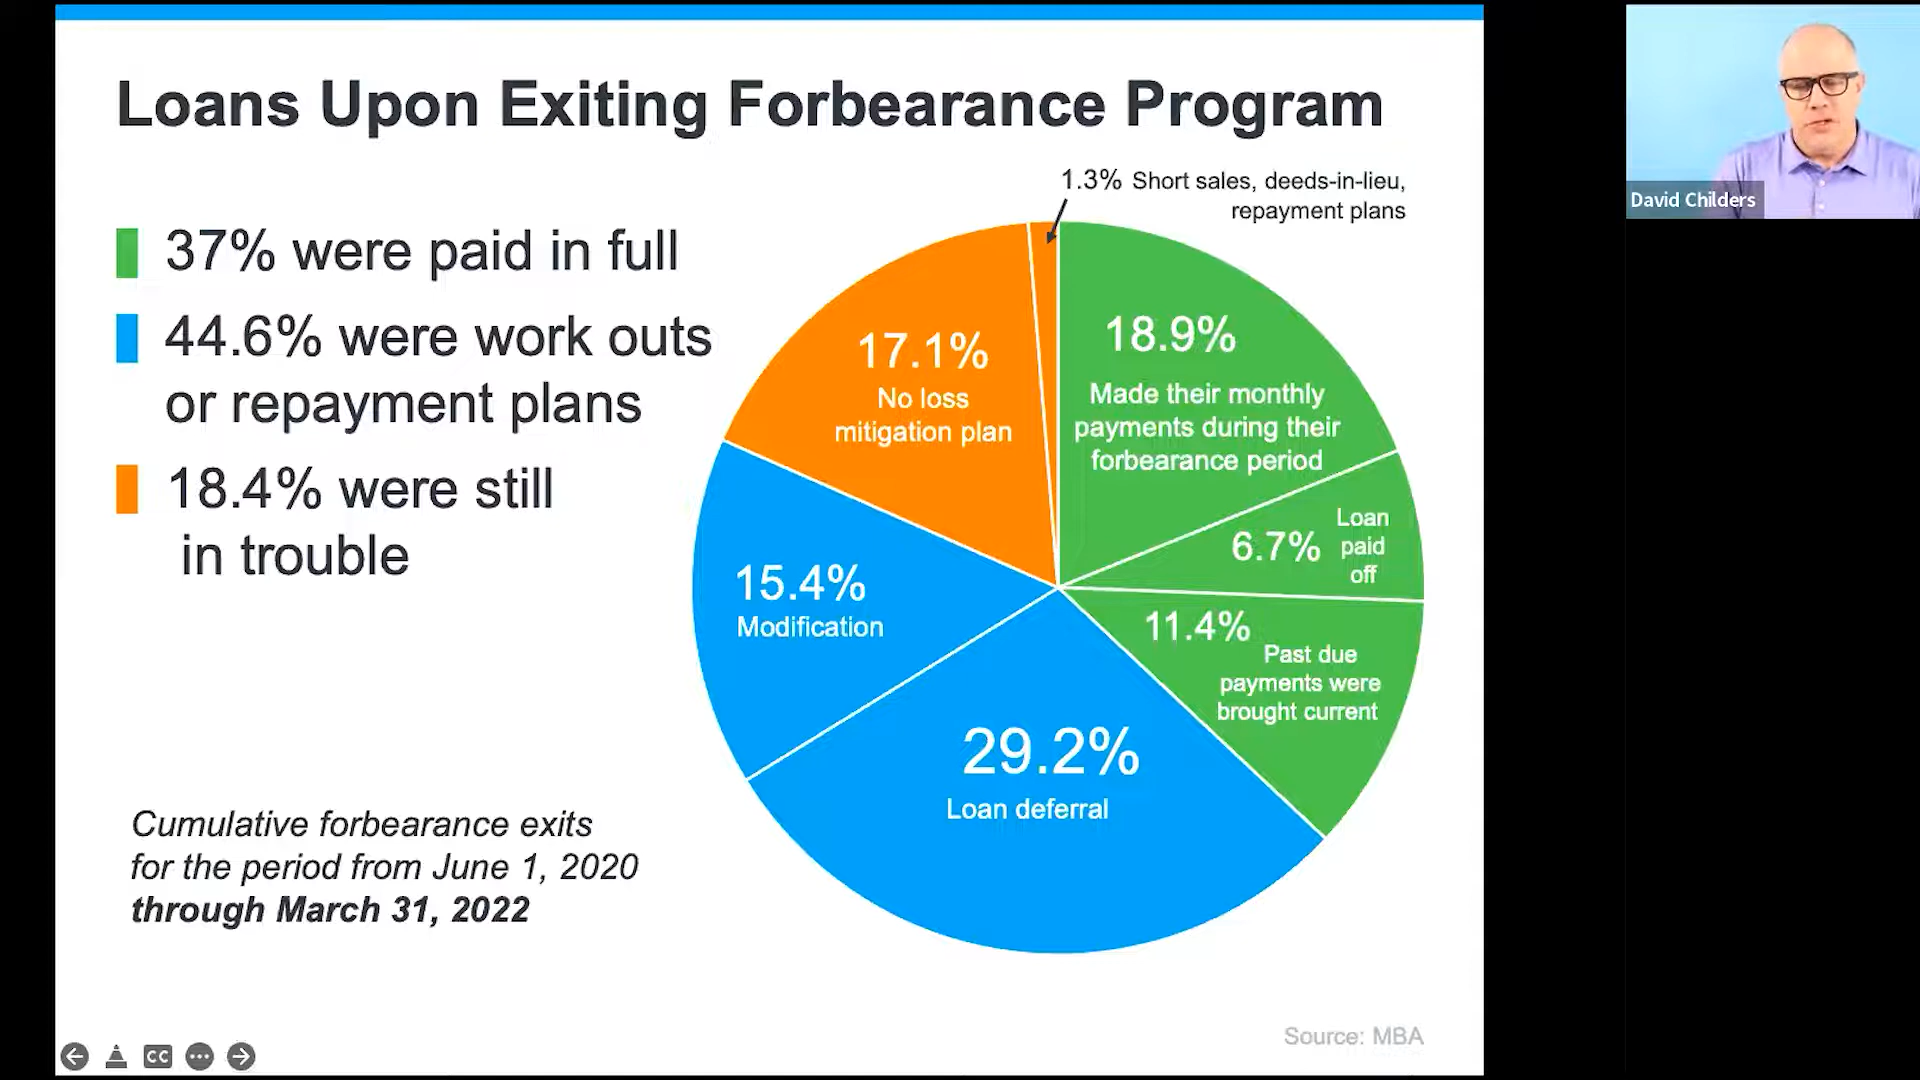 Loans Upon Exiting Forbearance Program
37% were paid in full
44.6% were work outs
or repayment plans
18.4% were still
in trouble
1.3% Short sales, deeds-in-lieu,
repayment plans
18.9%
Made their monthly
payments during their
forbearance period
6.7%
Loan
paid
off
11.4%
Past due
payments were
brought current
29.2%
Loan deferral
15.4%
Modification
17.1%
No loss
mitigation plan
Cumulative forbearance exits
for the period from June 1, 2020
through March 31, 2022
Source: MBA
CC
David Childers